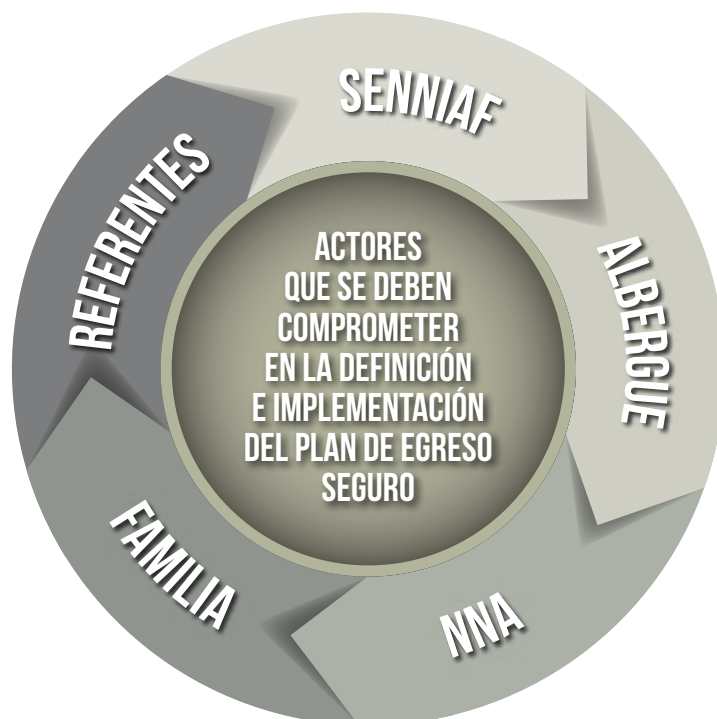 SENNIAF
ALBERGUE
NNA
FAMILIA
REFERENTES
ACTORES
QUE SE DEBEN
COMPROMETER
EN LA DEFINICIÓN
E IMPLEMENTACIÓN
DEL PLAN DE EGRESO
SEGURO